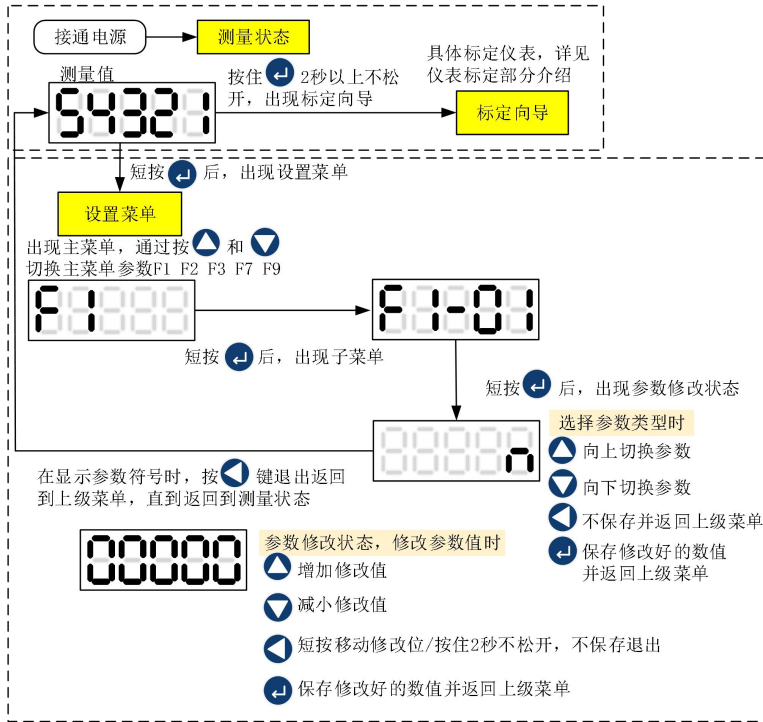 接通电源
测量状态
测量值
54321
按住 2秒以上不松
开，出现标定向导
具体标定仪表，详见
仪表标定部分介绍
标定向导
短按 后，出现设置菜单
设置菜单
出现主菜单，通过按 和
切换主菜单参数F1 F2 F3 F7 F9
F1
F1-01
短按 后，出现子菜单
短按 后，出现参数修改状态
n
选择参数类型时
向上切换参数
向下切换参数
不保存并返回上级菜单
保存修改好的数值
并返回上级菜单
在显示参数符号时，按 键退出返回
到上级菜单，直到返回到测量状态
00000
参数修改状态，修改参数值时
增加修改值
减小修改值
短按移动修改位/按住2秒不松开，不保存退出
保存修改好的数值并返回上级菜单